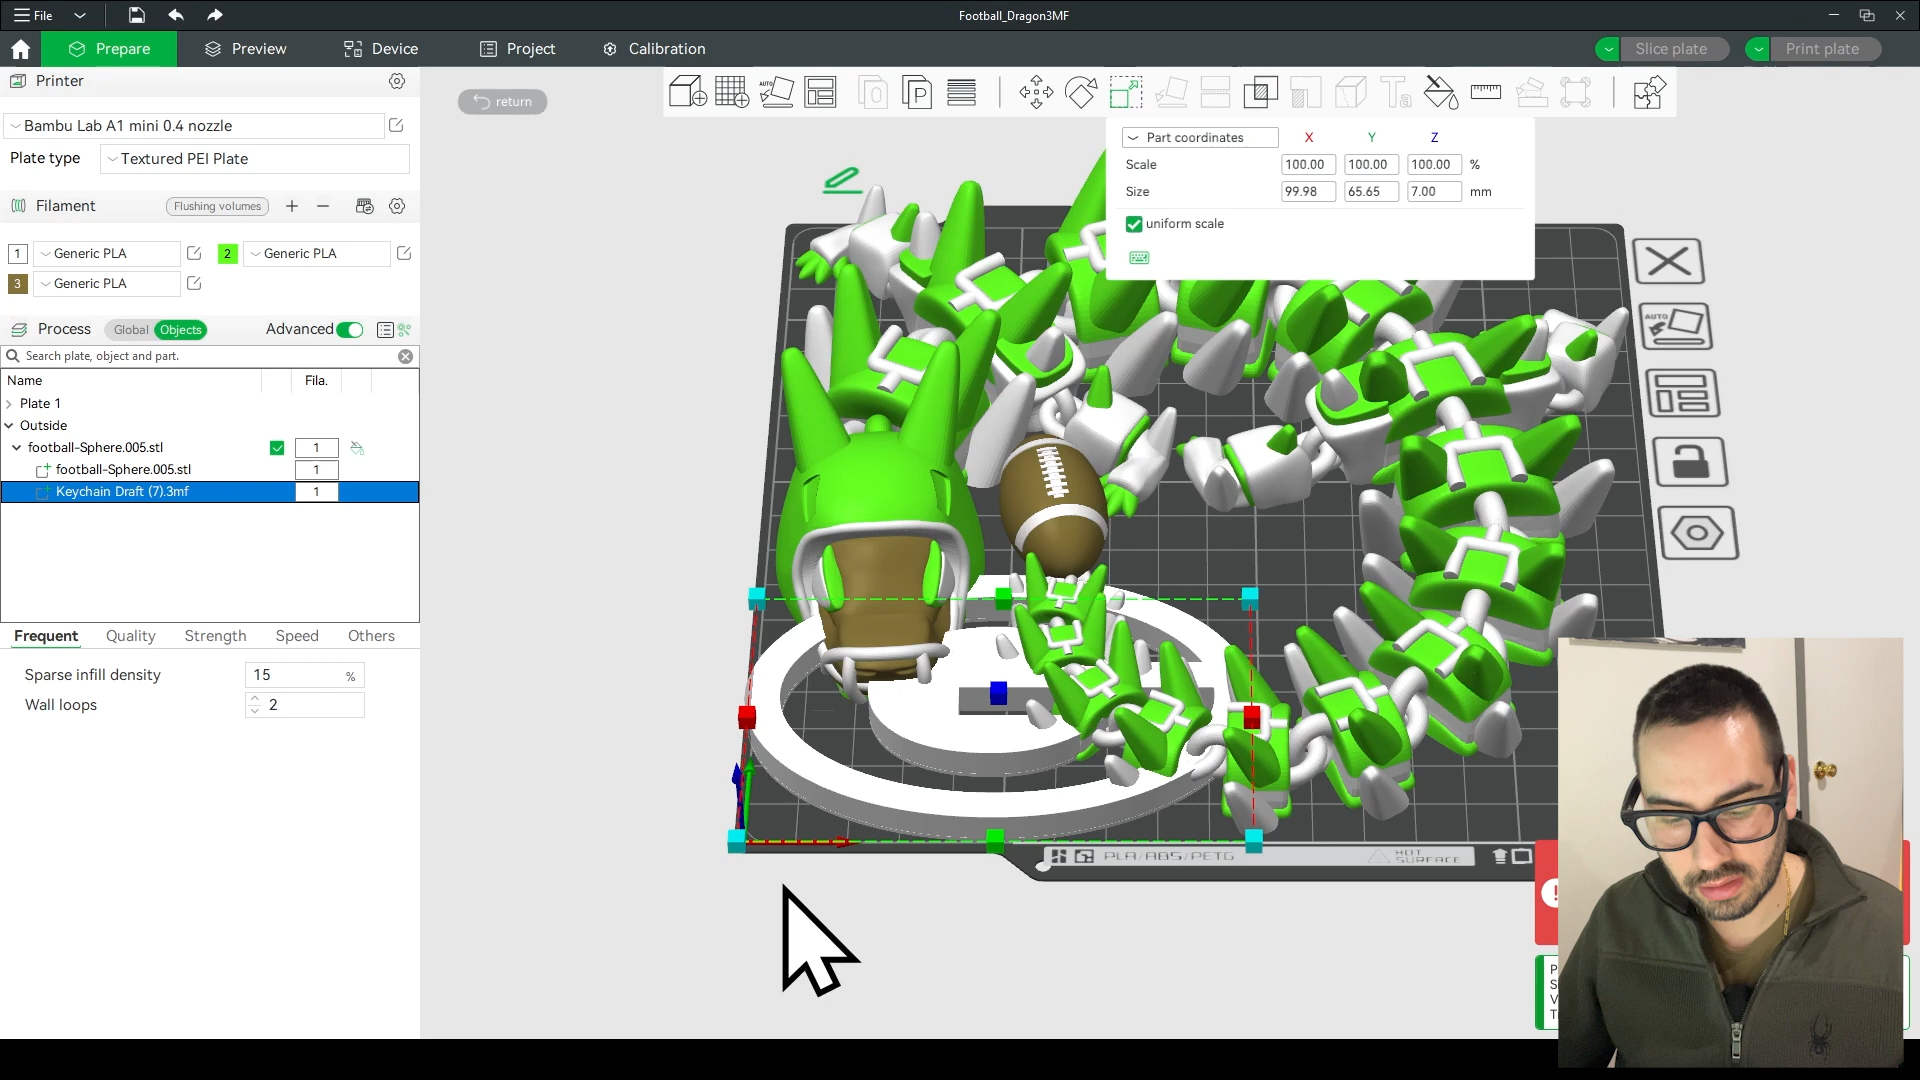 File
Football_Dragon3MF
Prepare
Preview
Device
Project
Calibration
Slice plate
Print plate
Printer
Bambu Lab A1 mini 0.4 nozzle
Plate type
Textured PEI Plate
Filament
Flushing volumes
1 Generic PLA
2 Generic PLA
3 Generic PLA
Process
Global
Objects
Advanced
Search plate, object and part.
Name
Fila.
Plate 1
Outside
football-Sphere.005.stl 1
football-Sphere.005.stl 1
Keychain Draft (7).3mf 1
Frequent
Quality
Strength
Speed
Others
Sparse infill density 15 %
Wall loops 2
return
AUTO
P
Ta
Part coordinates X Y Z
Scale 100.00 100.00 100.00 %
Size 99.98 65.65 7.00 mm
uniform scale
AUTO
PLA/ABS/PETG
HOT SURFACE
P
S
V
T